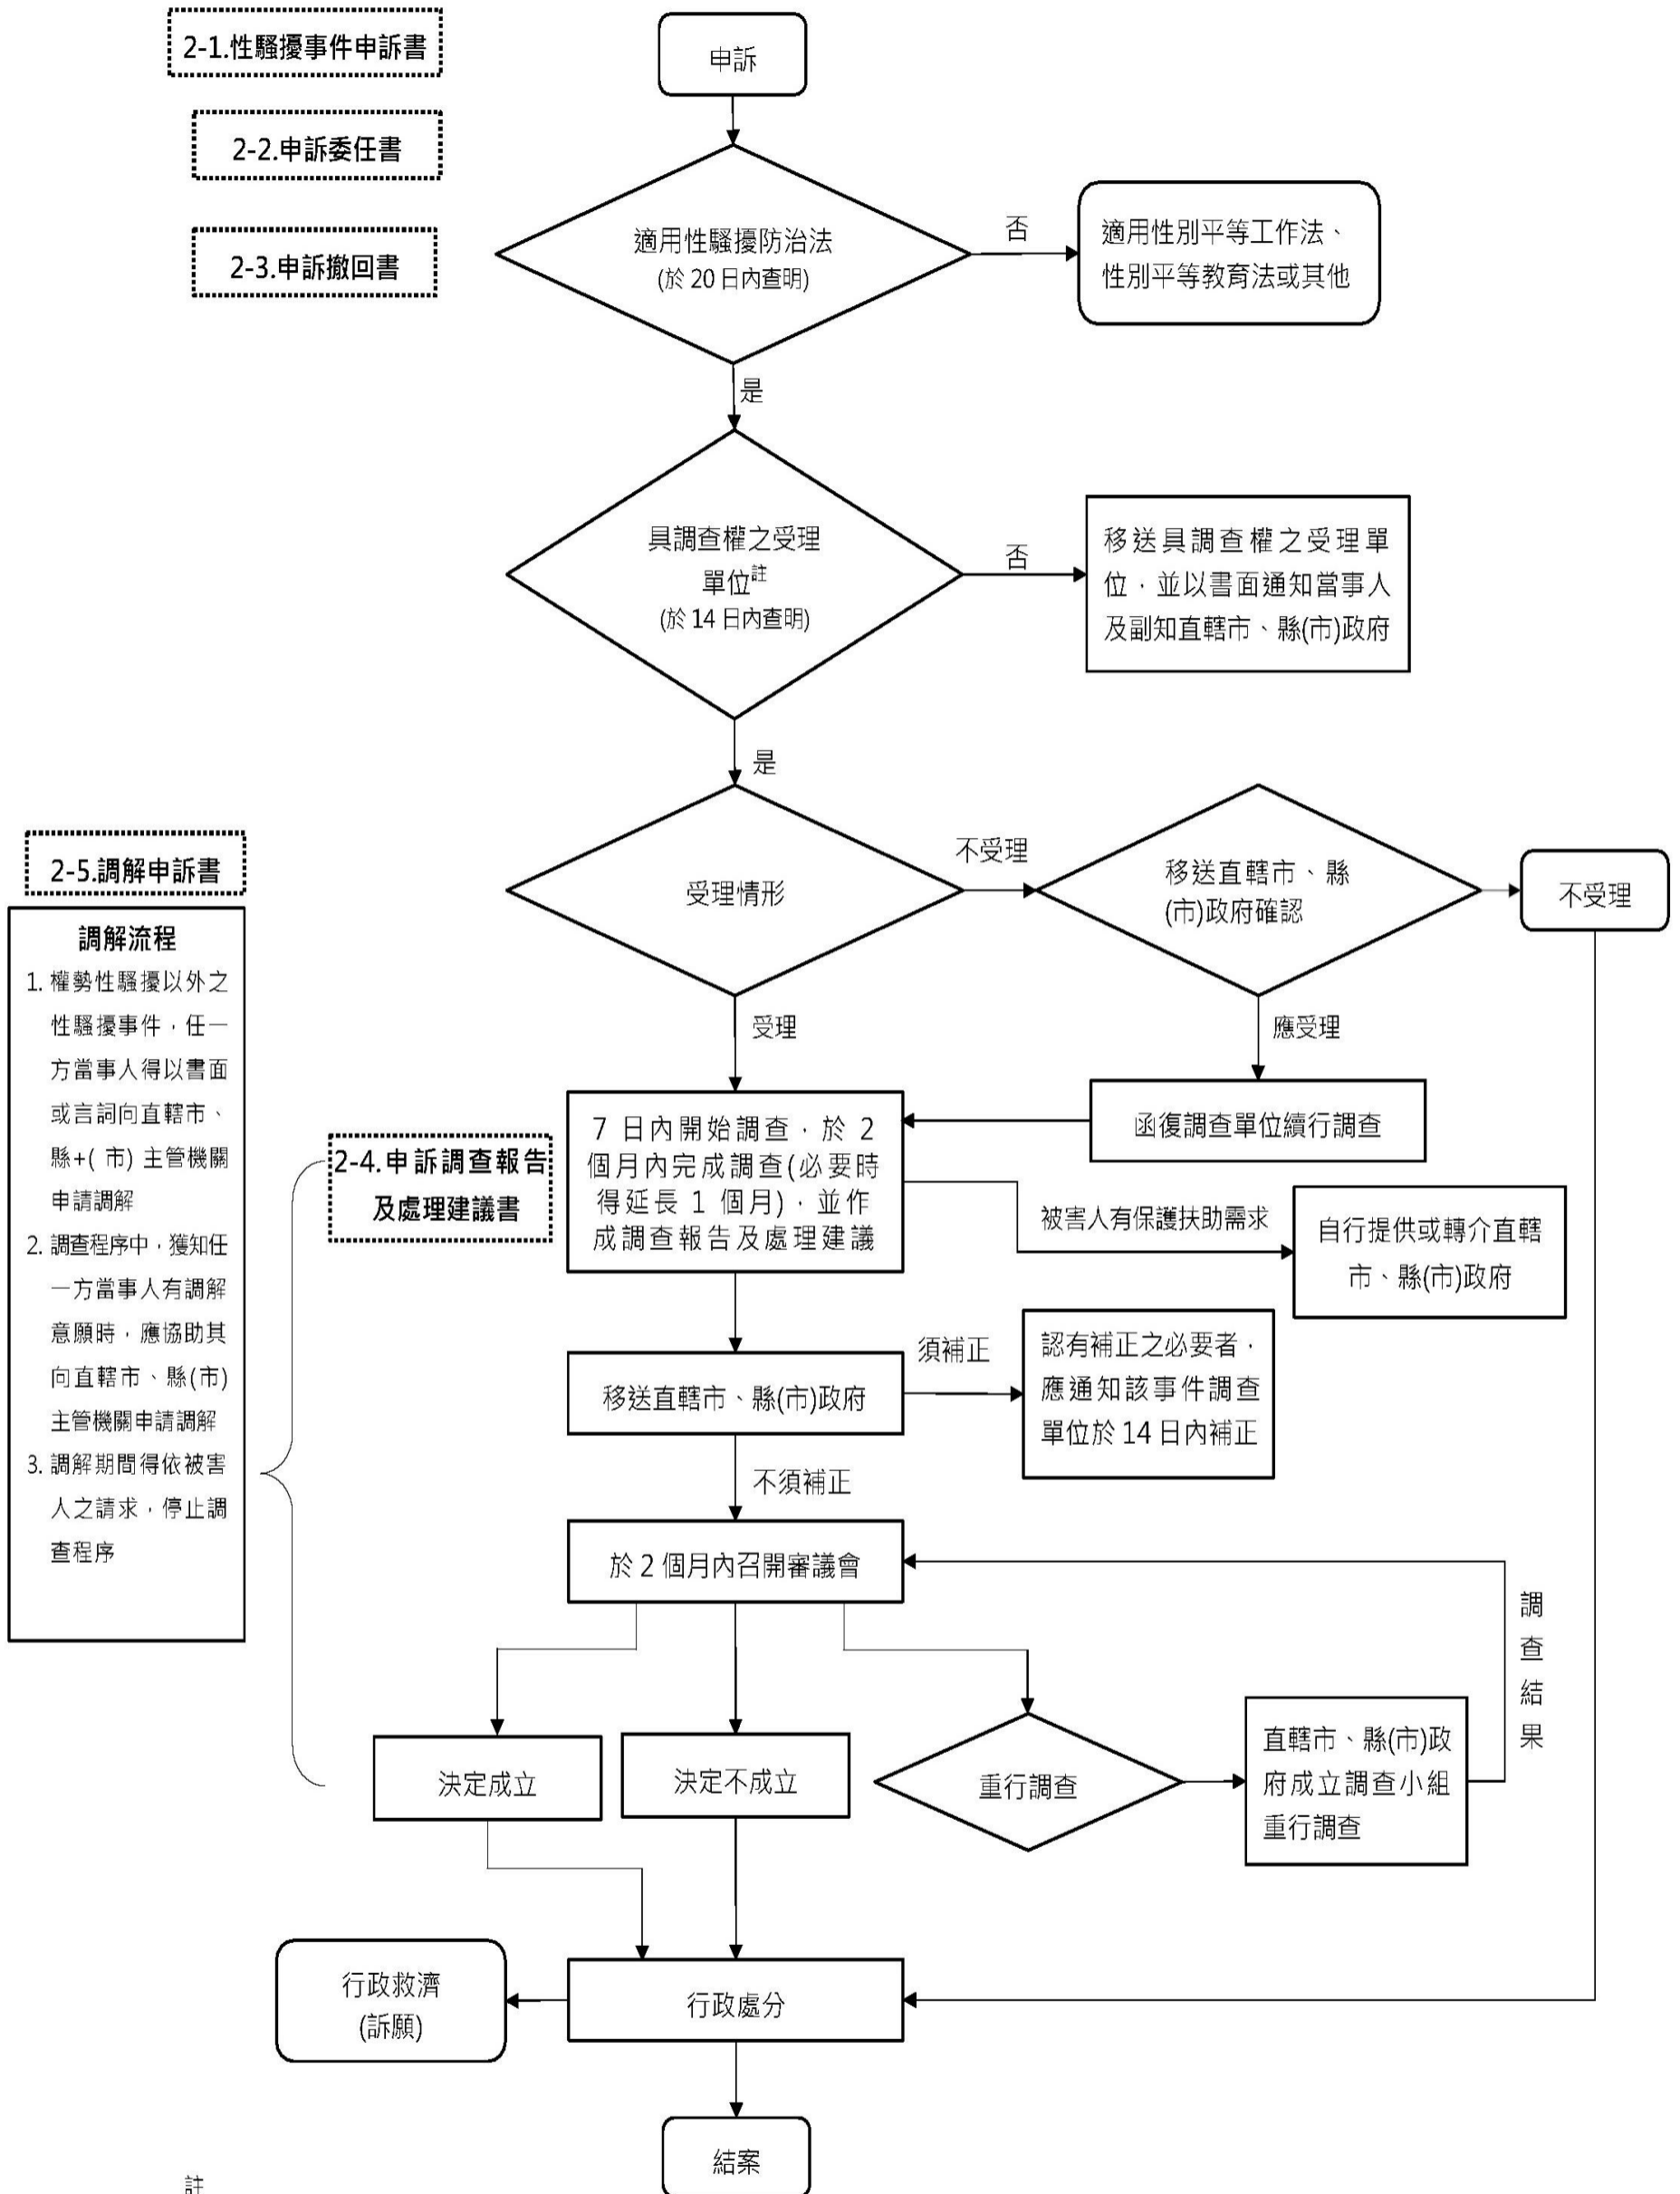 2-1.性騷擾事件申訴書
申訴
2-2.申訴委任書
2-3.申訴撤回書
適用性騷擾防治法
(於 20 日內查明)
否
適用性別平等工作法、
性別平等教育法或其他
是
具調查權之受理
單位註
(於 14 日內查明)
否
移送具調查權之受理單
位，並以書面通知當事人
及副知直轄市、縣(市)政府
是
受理情形
不受理
移送直轄市、縣
(市)政府確認
不受理
受理
應受理
2-5.調解申訴書
調解流程
1. 權勢性騷擾以外之
性騷擾事件，任一
方當事人得以書面
或言詞向直轄市、
縣+( 市) 主管機關
申請調解
2. 調查程序中，獲知任
一方當事人有調解
意願時，應協助其
向直轄市、縣(市)
主管機關申請調解
3. 調解期間得依被害
人之請求，停止調
查程序
2-4.申訴調查報告
及處理建議書
7 日內開始調查，於 2
個月內完成調查(必要時
得延長 1 個月)，並作
成調查報告及處理建議
函復調查單位續行調查
被害人有保護扶助需求
自行提供或轉介直轄
市、縣(市)政府
移送直轄市、縣(市)政府
須補正
認有補正之必要者，
應通知該事件調查
單位於 14 日內補正
不須補正
於 2 個月內召開審議會
調
查
結
果
決定成立
決定不成立
重行調查
直轄市、縣(市)政
府成立調查小組
重行調查
行政救濟
(訴願)
行政處分
結案
註